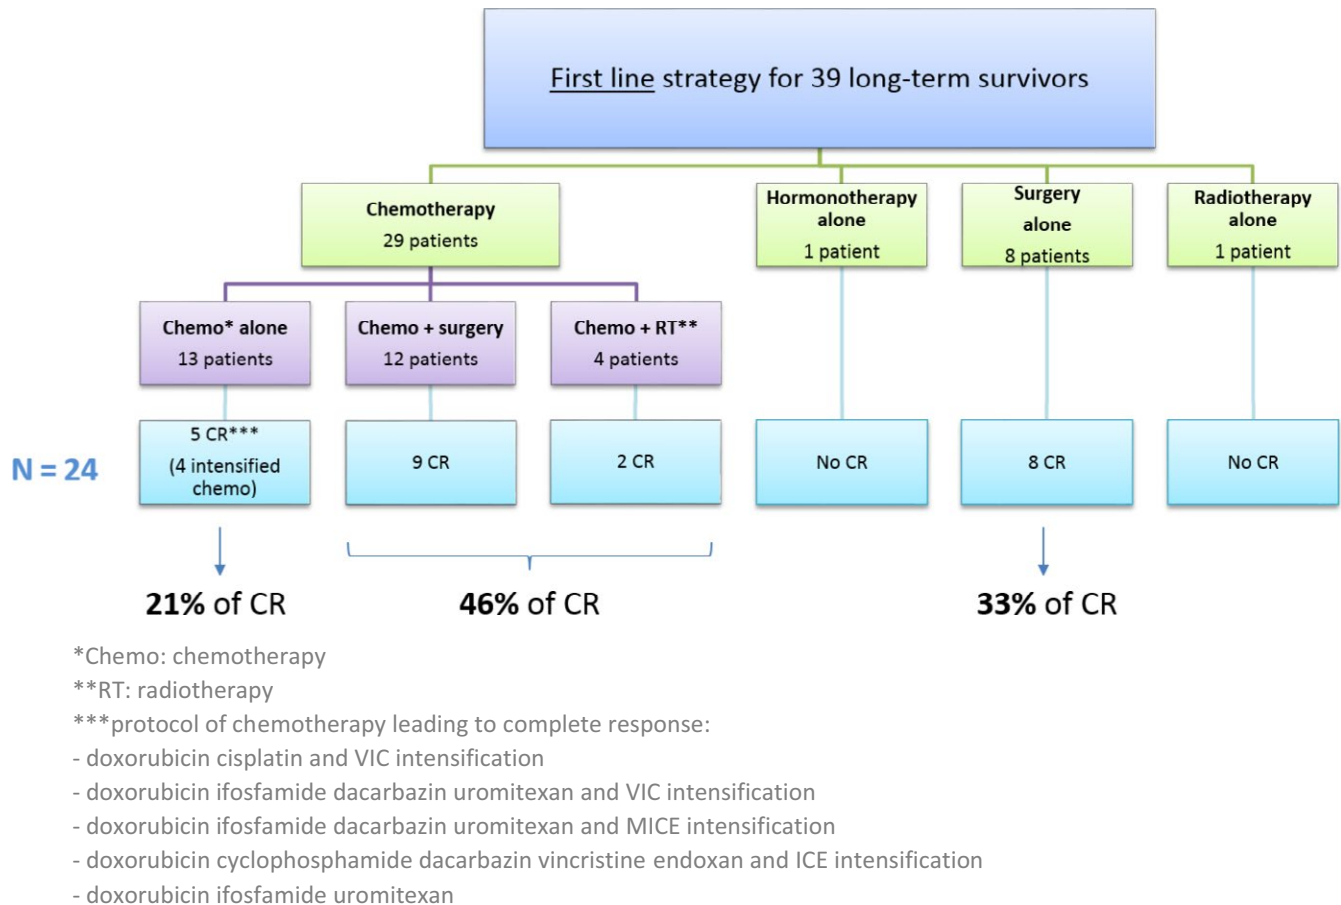 First line strategy for 39 long-term survivors
Chemotherapy
29 patients
Hormonotherapy
alone
1 patient
Surgery
alone
8 patients
Radiotherapy
alone
1 patient
Chemo* alone
13 patients
Chemo + surgery
12 patients
Chemo + RT**
4 patients
N = 24
5 CR***
(4 intensified
chemo)
9 CR
2 CR
No CR
8 CR
No CR
21% of CR
46% of CR
33% of CR
*Chemo: chemotherapy
**RT: radiotherapy
***protocol of chemotherapy leading to complete response:
- doxorubicin cisplatin and VIC intensification
- doxorubicin ifosfamide dacarbazin uromitexan and VIC intensification
- doxorubicin ifosfamide dacarbazin uromitexan and MICE intensification
- doxorubicin cyclophosphamide dacarbazin vincristine endoxan and ICE intensification
- doxorubicin ifosfamide uromitexan